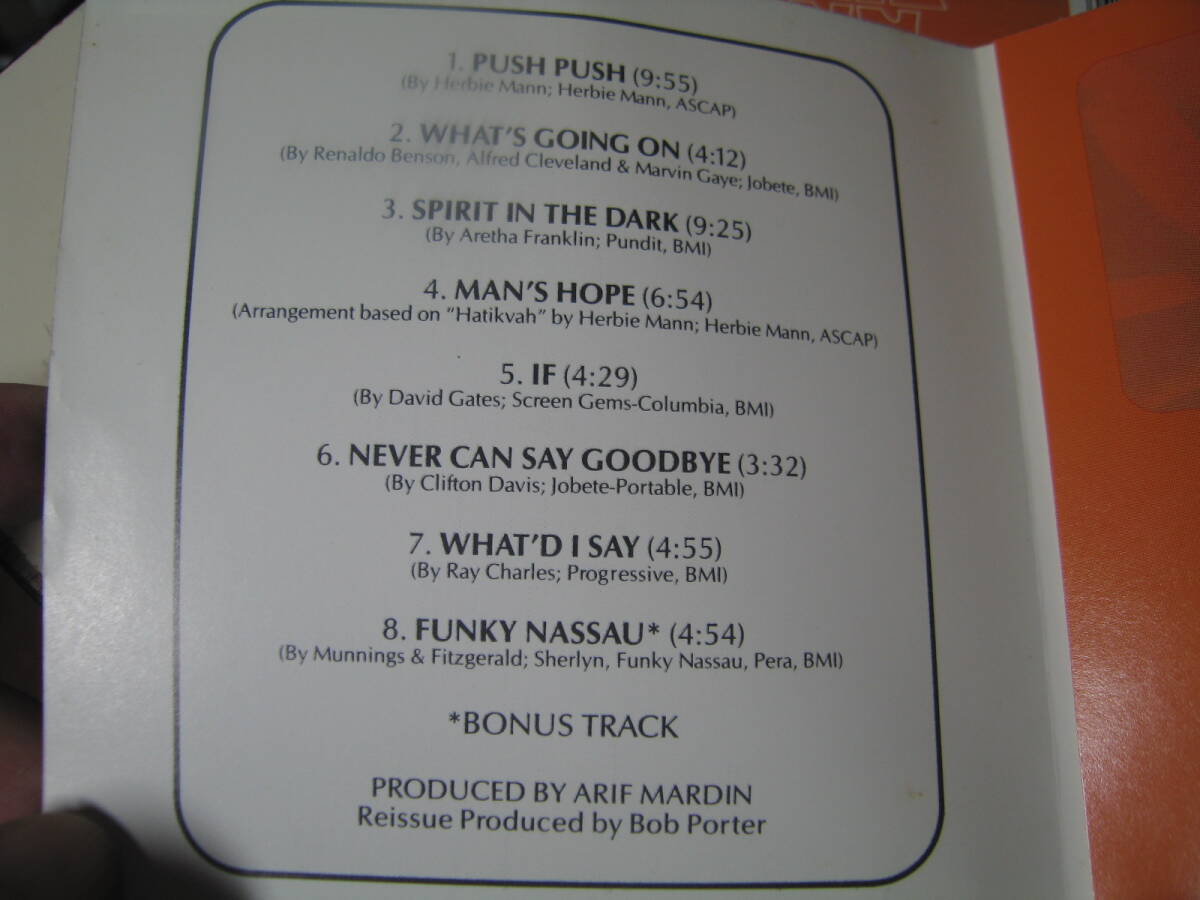 1. PUSH PUSH (9:55)
(By Herbie Mann; Herbie Mann, ASCAP)
2. WHAT'S GOING ON (4:12)
(By Renaldo Benson, Alfred Cleveland & Marvin Gaye; Jobete, BMI)
3. SPIRIT IN THE DARK (9:25)
(By Aretha Franklin; Pundit, BMI)
4. MAN'S HOPE (6:54)
(Arrangement based on "Hatikvah" by Herbie Mann; Herbie Mann, ASCAP)
5. IF (4:29)
(By David Gates; Screen Gems-Columbia, BMI)
6. NEVER CAN SAY GOODBYE (3:32)
(By Clifton Davis; Jobete-Portable, BMI)
7. WHAT'D I SAY (4:55)
(By Ray Charles; Progressive, BMI)
8. FUNKY NASSAU* (4:54)
(By Munnings & Fitzgerald; Sherlyn, Funky Nassau, Pera, BMI)
*BONUS TRACK
PRODUCED BY ARIF MARDIN
Reissue Produced by Bob Porter